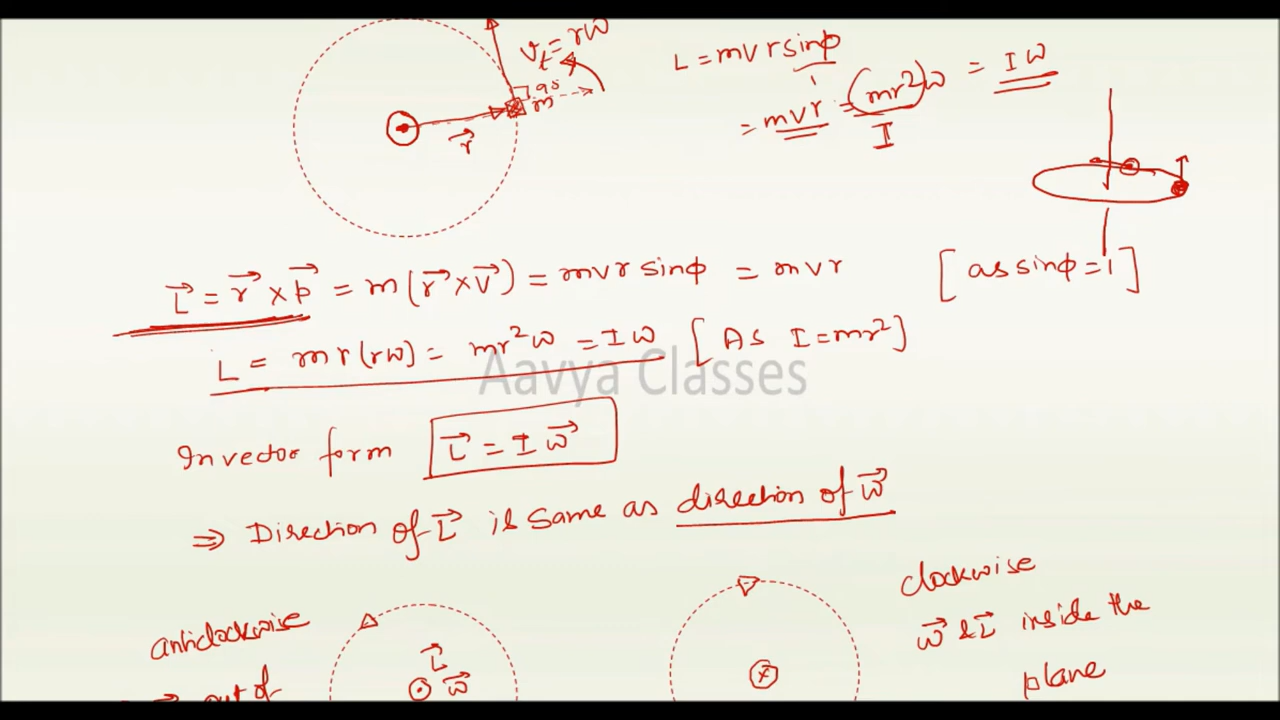 v⃗ₜ = rω
90
m
r⃗
L = mvr sinϕ
1
= mvr = (mr²)ω = Iω
I
L⃗ = r⃗ × p⃗ = m(r⃗ × v⃗) = mvr sinϕ = mvr [as sinϕ = 1]
L = mr(rω) = mr²ω = Iω [As I = mr²]
Aavya Classes
In vector form L⃗ = Iω⃗
⇒ Direction of L⃗ is same as direction of ω⃗
anticlockwise
out of
L⃗
ω⃗
clockwise
ω⃗ & L⃗ inside the
plane